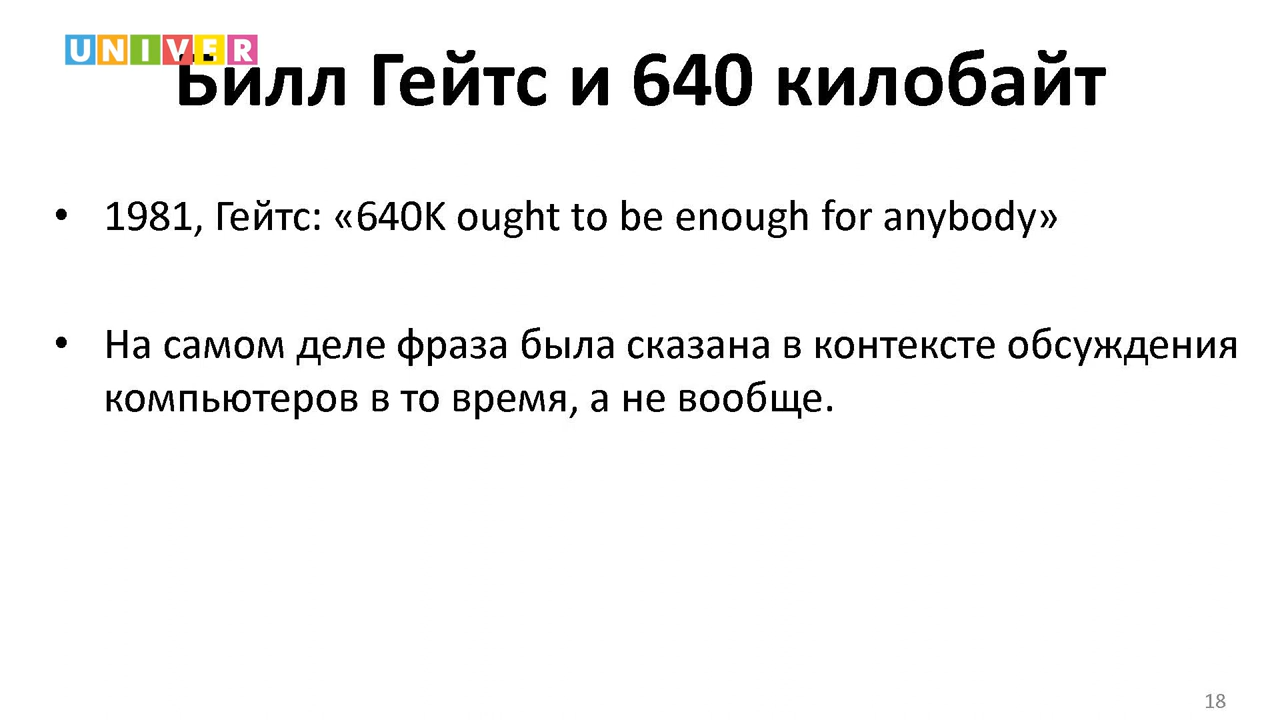 UNIVER
Билл Гейтс и 640 килобайт
• 1981, Гейтс: «640K ought to be enough for anybody»
• На самом деле фраза была сказана в контексте обсуждения
компьютеров в то время, а не вообще.
18